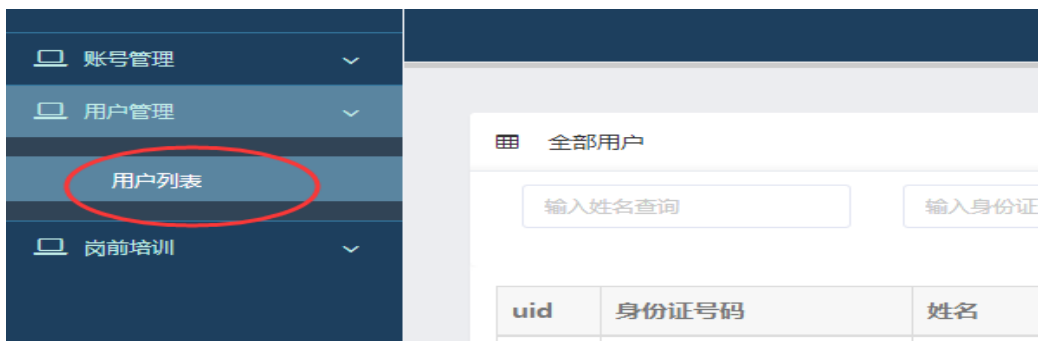 账号管理
用户管理
用户列表
岗前培训
全部用户
输入姓名查询 输入身份证
uid 身份证号码 姓名